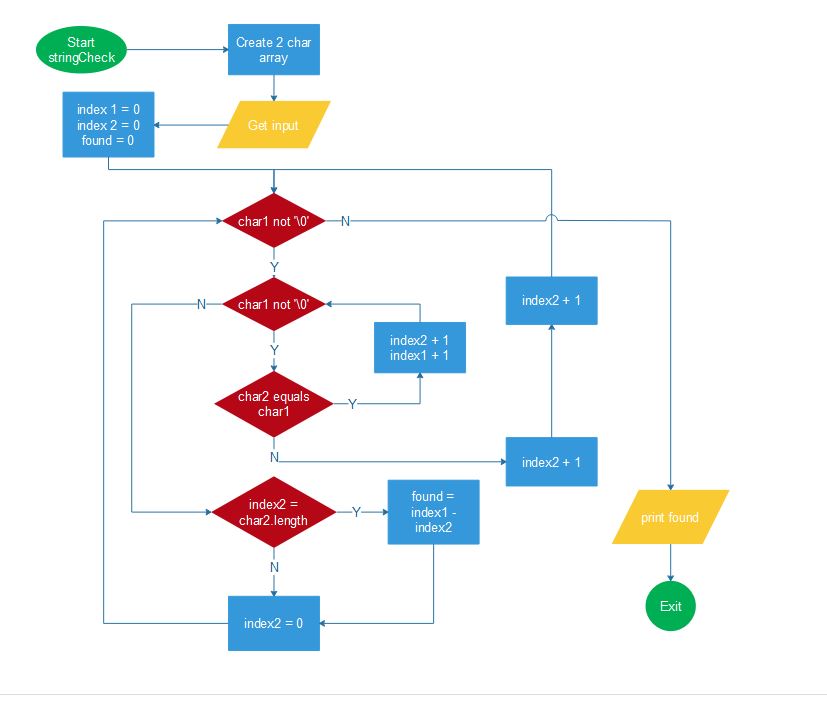 Start
stringCheck
Create 2 char
array
Get input
index 1 = 0
index 2 = 0
found = 0
char1 not '\0'
N
Y
char1 not '\0'
N
Y
index2 + 1
index1 + 1
index2 + 1
char2 equals
char1
Y
N
index2 + 1
index2 =
char2.length
Y
found =
index1 -
index2
N
index2 = 0
print found
Exit